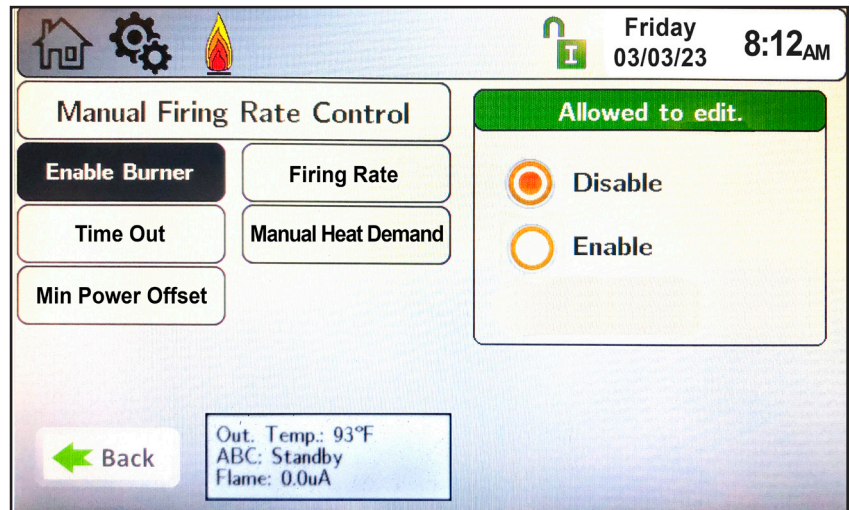 I
Friday
03/03/23
8:12AM
Manual Firing Rate Control
Allowed to edit.
Enable Burner
Firing Rate
Disable
Time Out
Manual Heat Demand
Enable
Min Power Offset
Back
Out. Temp.: 93°F
ABC: Standby
Flame: 0.0uA